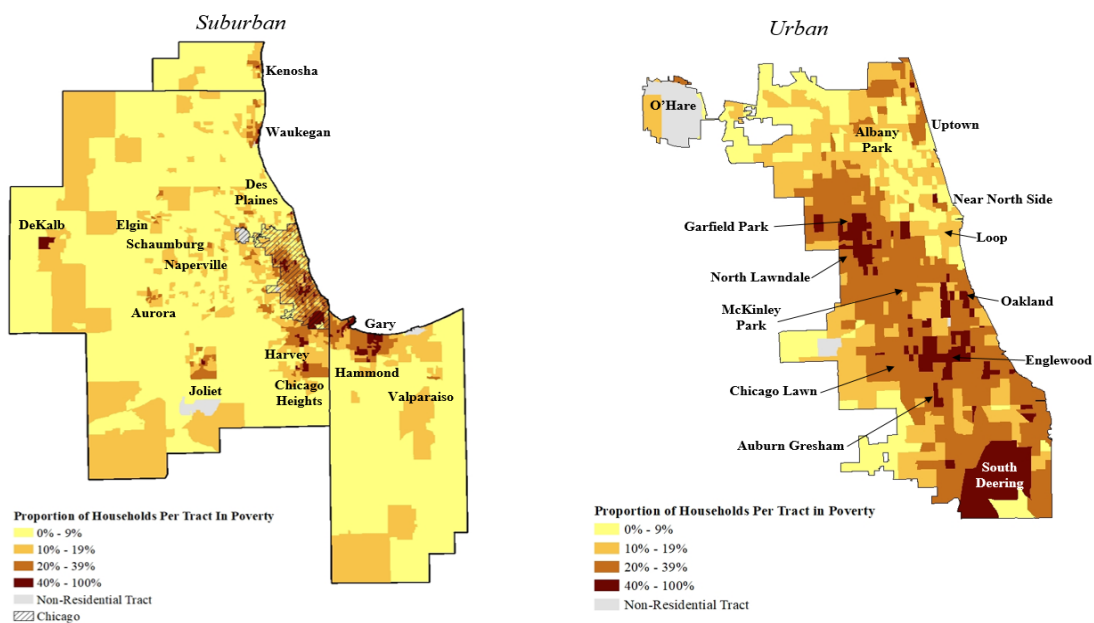 Suburban
Kenosha
Waukegan
Des
Plaines
DeKalb
Elgin
Schaumburg
Naperville
Aurora
Gary
Harvey
Hammond
Joliet
Chicago
Heights
Valparaiso
Proportion of Households Per Tract In Poverty
0% - 9%
10% - 19%
20% - 39%
40% - 100%
Non-Residential Tract
Chicago
Urban
O'Hare
Uptown
Albany
Park
Near North Side
Garfield Park
Loop
North Lawndale
McKinley
Park
Oakland
Englewood
Chicago Lawn
Auburn Gresham
South
Deering
Proportion of Households Per Tract in Poverty
0% - 9%
10% - 19%
20% - 39%
40% - 100%
Non-Residential Tract